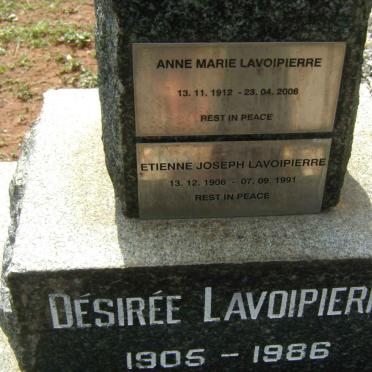 ANNE MARIE LAVOIPIERRE
13. 11. 1912 - 23. 04. 2008
REST IN PEACE
ETIENNE JOSEPH LAVOIPIERRE
13. 12. 1906 - 07. 09. 1991
REST IN PEACE
DÉSIRÉE LAVOIPIER
1905 - 1986